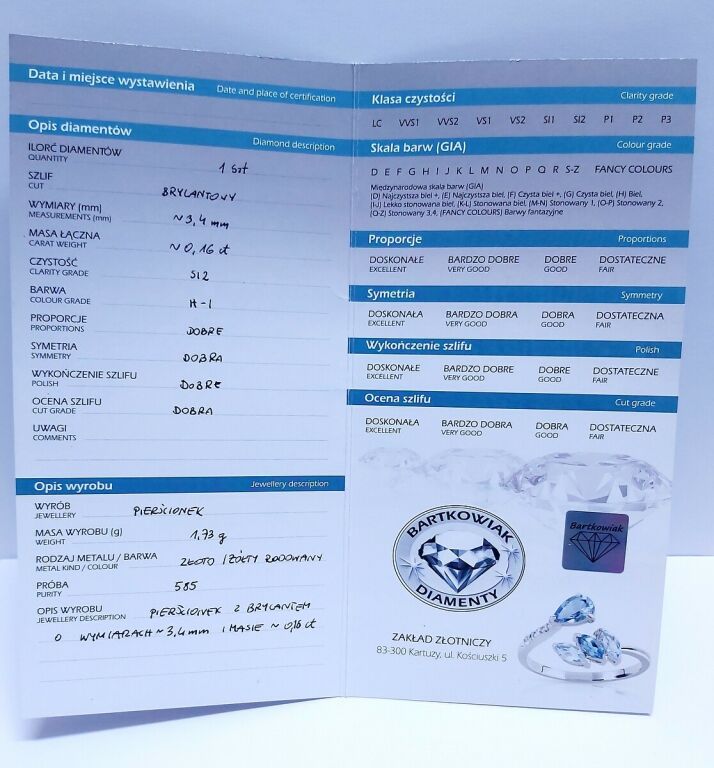 Data i miejsce wystawienia Date and place of certification
Opis diamentów Diamond description
ILOŚĆ DIAMENTÓW 1 szt
QUANTITY
SZLIF BRYLANTOWY
CUT
WYMIARY (mm) ~3,4 mm
MEASUREMENTS (mm)
MASA ŁĄCZNA ~0,16 ct
CARAT WEIGHT
CZYSTOŚĆ SI2
CLARITY GRADE
BARWA H-I
COLOUR GRADE
PROPORCJE DOBRE
PROPORTIONS
SYMETRIA DOBRA
SYMMETRY
WYKOŃCZENIE SZLIFU DOBRE
POLISH
OCENA SZLIFU DOBRA
CUT GRADE
UWAGI
COMMENTS
Opis wyrobu Jewellery description
WYRÓB PIERŚCIONEK
JEWELLERY
MASA WYROBU (g) 1,73 g
WEIGHT
RODZAJ METALU / BARWA ZŁOTO / ŻÓŁTY RODOWANY
METAL KIND / COLOUR
PRÓBA 585
PURITY
OPIS WYROBU PIERŚCIONEK Z BRYLANTEM
JEWELLERY DESCRIPTION
O WYMIARACH ~3,4mm I MASIE ~0,16 ct
Klasa czystości Clarity grade
LC VVS1 VVS2 VS1 VS2 SI1 SI2 P1 P2 P3
Skala barw (GIA) Colour grade
D E F G H I J K L M N O P Q R S-Z FANCY COLOURS
Międzynarodowa skala barw (GIA)
(D) Najczystsza biel +, (E) Najczystsza biel, (F) Czysta biel +, (G) Czysta biel, (H) Biel,
(I-J) Lekko stonowana biel, (K-L) Stonowana biel, (M-N) Stonowany 1, (O-P) Stonowany 2,
(Q-Z) Stonowany 3,4, (FANCY COLOURS) Barwy fantazyjne
Proporcje Proportions
DOSKONAŁE BARDZO DOBRE DOBRE DOSTATECZNE
EXCELLENT VERY GOOD GOOD FAIR
Symetria Symmetry
DOSKONAŁA BARDZO DOBRA DOBRA DOSTATECZNA
EXCELLENT VERY GOOD GOOD FAIR
Wykończenie szlifu Polish
DOSKONAŁE BARDZO DOBRE DOBRE DOSTATECZNE
EXCELLENT VERY GOOD GOOD FAIR
Ocena szlifu Cut grade
DOSKONAŁA BARDZO DOBRA DOBRA DOSTATECZNA
EXCELLENT VERY GOOD GOOD FAIR
BARTKOWIAK
DIAMENTY
Bartkowiak
ZAKŁAD ZŁOTNICZY
83-300 Kartuzy, ul. Kościuszki 5